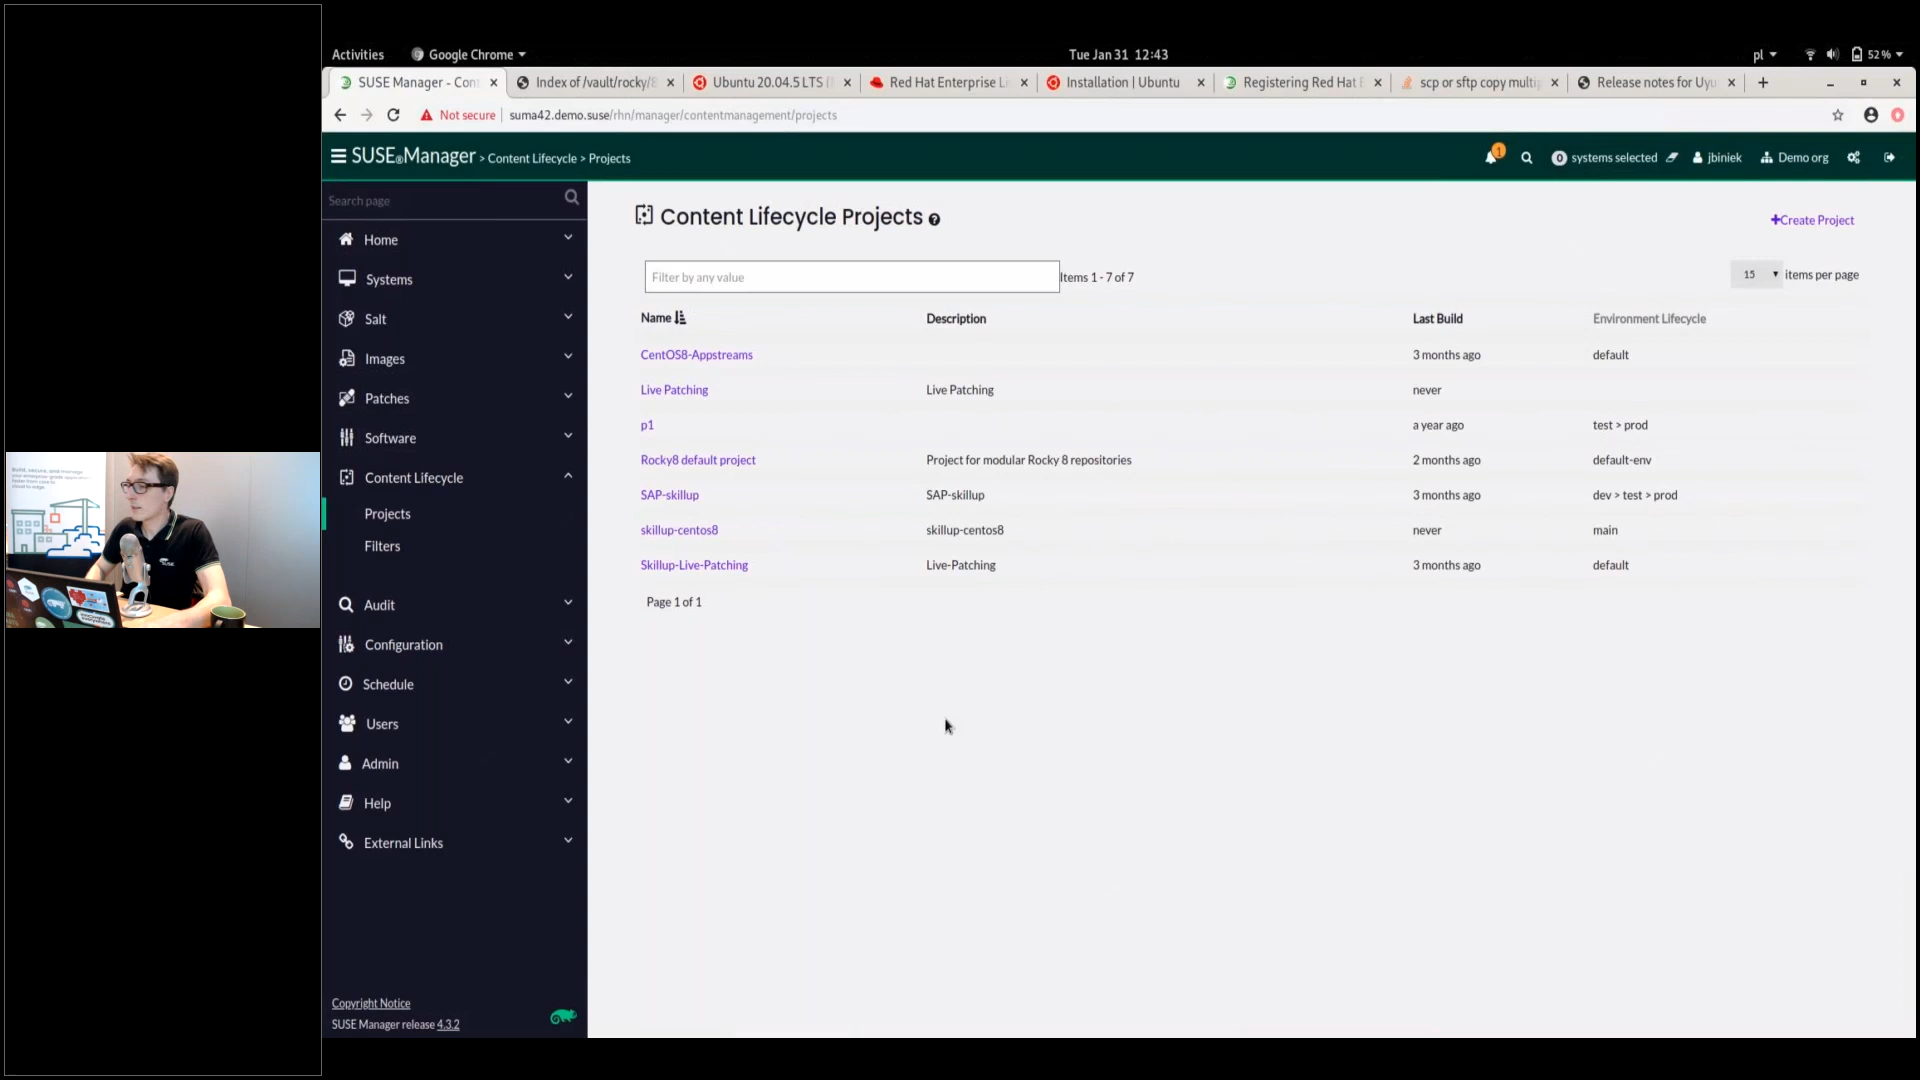 Activities
Google Chrome
Tue Jan 31 12:43
pl
52 %
SUSE Manager - Con
Index of /vault/rocky/8
Ubuntu 20.04.5 LTS (
Red Hat Enterprise Li
Installation | Ubuntu
Registering Red Hat E
scp or sftp copy multip
Release notes for Uyu
Not secure
suma42.demo.suse/rhn/manager/contentmanagement/projects
SUSE®Manager > Content Lifecycle > Projects
1
0 systems selected
jbiniek
Demo org
Search page
Home
Systems
Salt
Images
Patches
Software
Content Lifecycle
Projects
Filters
Audit
Configuration
Schedule
Users
Admin
Help
External Links
Copyright Notice
SUSE Manager release 4.3.2
Content Lifecycle Projects
+Create Project
Filter by any value
Items 1 - 7 of 7
15 items per page
Name Description Last Build Environment Lifecycle
CentOS8-Appstreams 3 months ago default
Live Patching Live Patching never
p1 a year ago test > prod
Rocky8 default project Project for modular Rocky 8 repositories 2 months ago default-env
SAP-skillup SAP-skillup 3 months ago dev > test > prod
skillup-centos8 skillup-centos8 never main
Skillup-Live-Patching Live-Patching 3 months ago default
Page 1 of 1